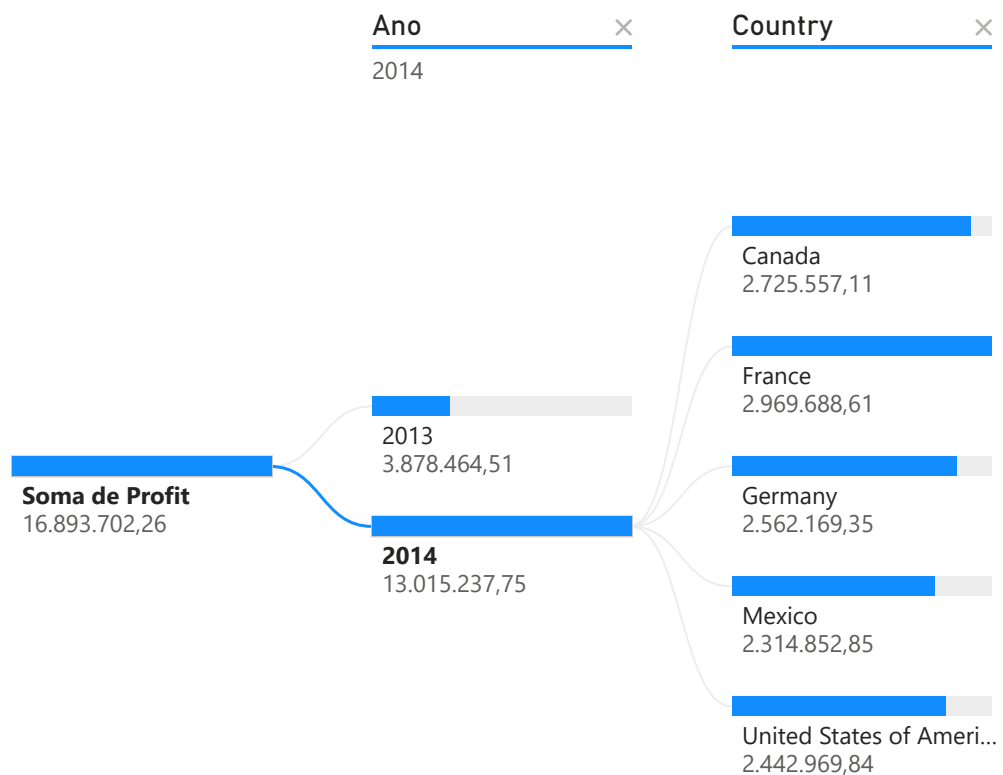 Ano
2014
Country
Soma de Profit
16.893.702,26
2013
3.878.464,51
2014
13.015.237,75
Canada
2.725.557,11
France
2.969.688,61
Germany
2.562.169,35
Mexico
2.314.852,85
United States of Ameri...
2.442.969,84